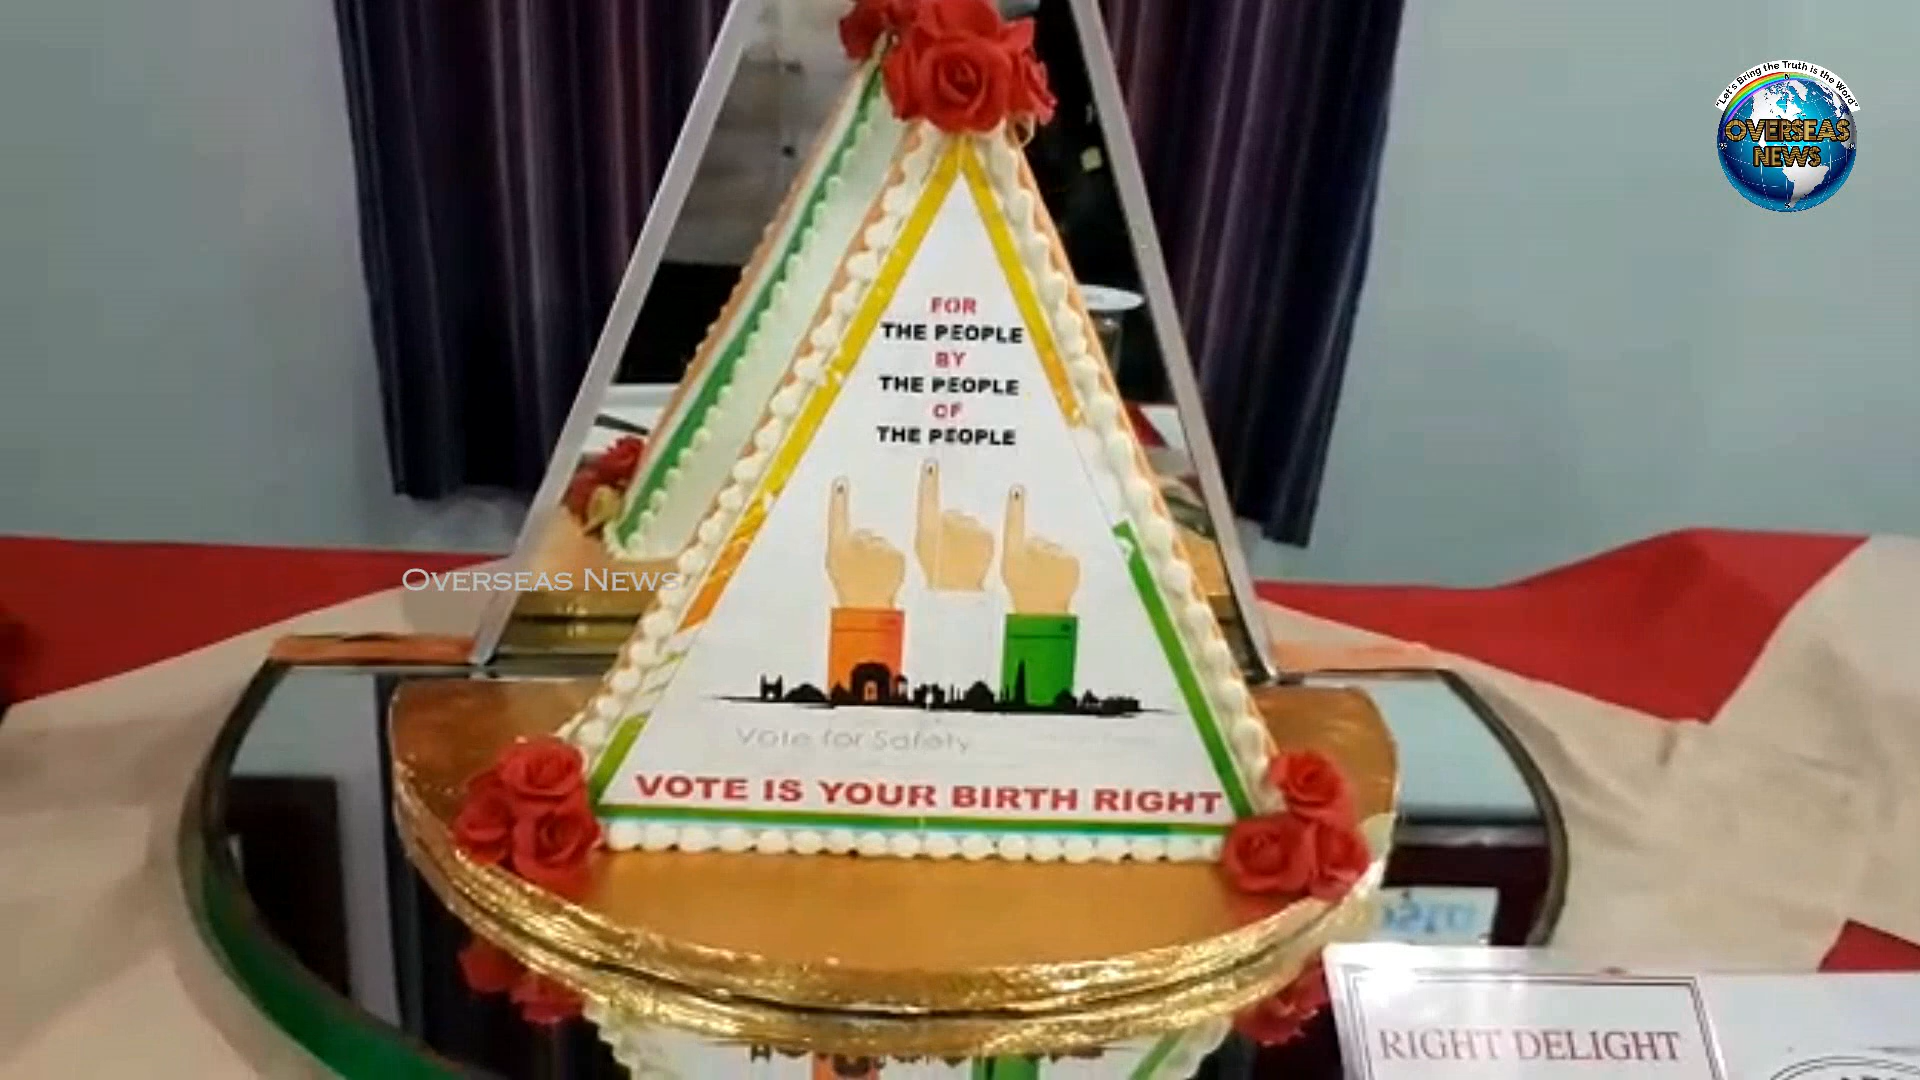 "Let's Bring the Truth is the Word"
OVERSEAS
NEWS
FOR
THE PEOPLE
BY
THE PEOPLE
OF
THE PEOPLE
OVERSEAS NEWS
Vote for Safety
VOTE IS YOUR BIRTH RIGHT
RIGHT DELIGHT